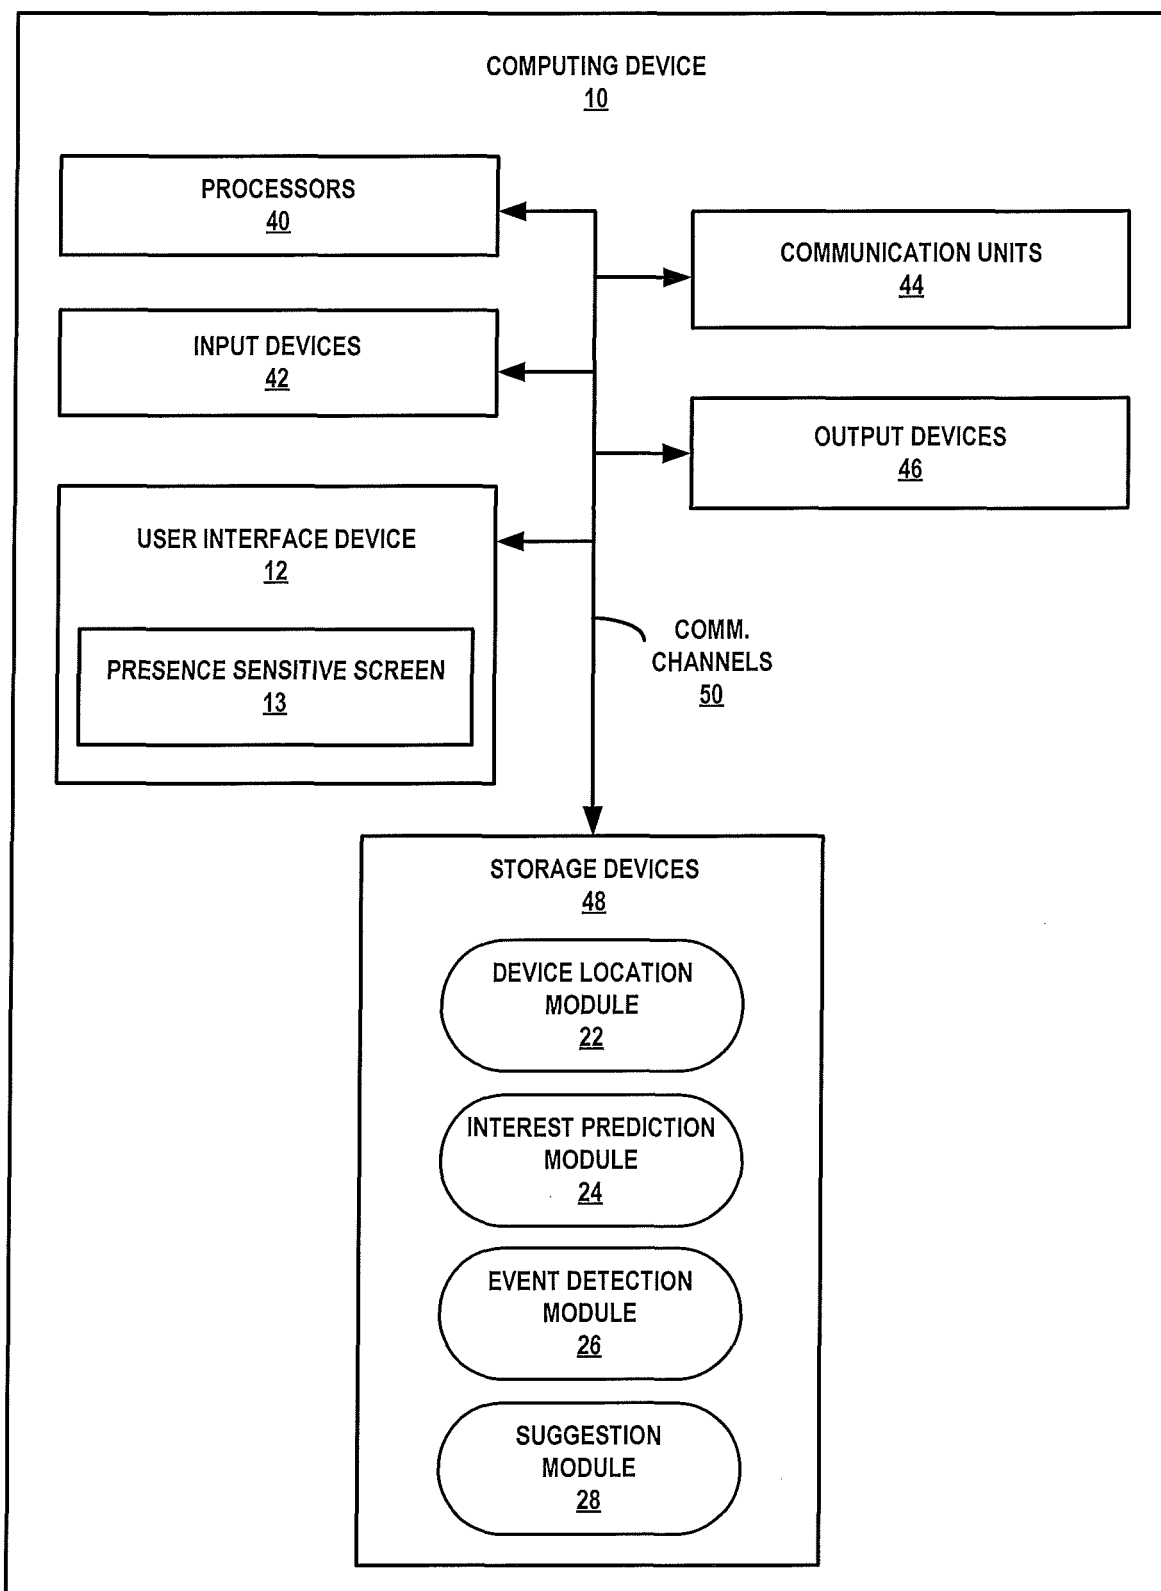 COMPUTING DEVICE
10
PROCESSORS
40
COMMUNICATION UNITS
44
INPUT DEVICES
42
OUTPUT DEVICES
46
USER INTERFACE DEVICE
12
PRESENCE SENSITIVE SCREEN
13
COMM.
CHANNELS
50
STORAGE DEVICES
48
DEVICE LOCATION
MODULE
22
INTEREST PREDICTION
MODULE
24
EVENT DETECTION
MODULE
26
SUGGESTION
MODULE
28